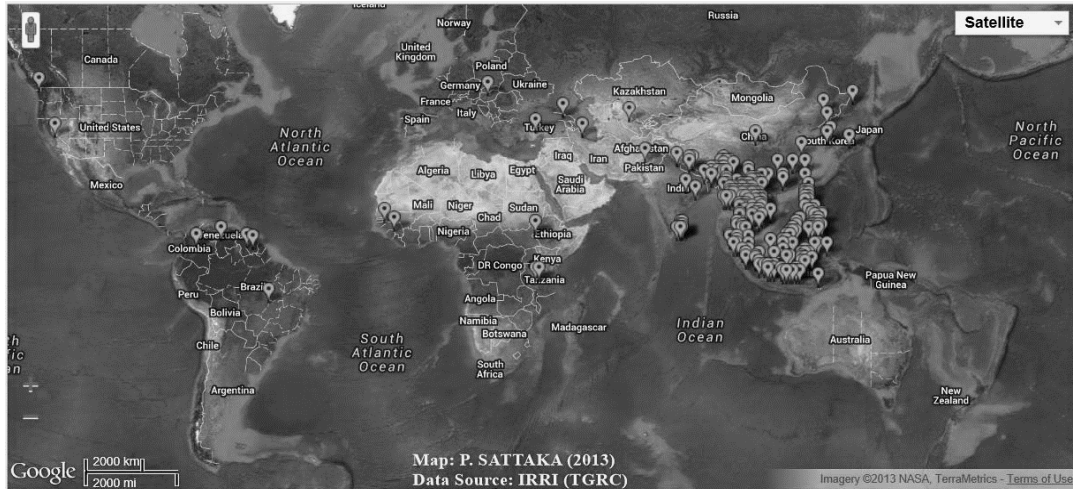 Satellite
Iceland
Russia
Norway
Canada
United
Kingdom
Poland
Germany
Ukraine
Kazakhstan
Mongolia
France
Italy
Spain
Turkey
United States
North
Atlantic
Ocean
China
Japan
South Korea
North
Pacific
Ocean
Afghanistan
Iraq
Iran
Pakistan
Algeria
Libya
Egypt
Saudi
Arabia
Mexico
Mali
Niger
Chad
Sudan
Nigeria
Ethiopia
Venezuela
Colombia
DR Congo
Kenya
Tanzania
Papua New
Guinea
Peru
Brazil
Bolivia
Angola
Namibia
Botswana
Madagascar
Indian
Ocean
Australia
Chile
South
Atlantic
Ocean
South
Africa
Argentina
New
Zealand
Google
2000 km
2000 mi
Map: P. SATTAKA (2013)
Data Source: IRRI (TGRC)
Imagery ©2013 NASA, TerraMetrics - Terms of Use